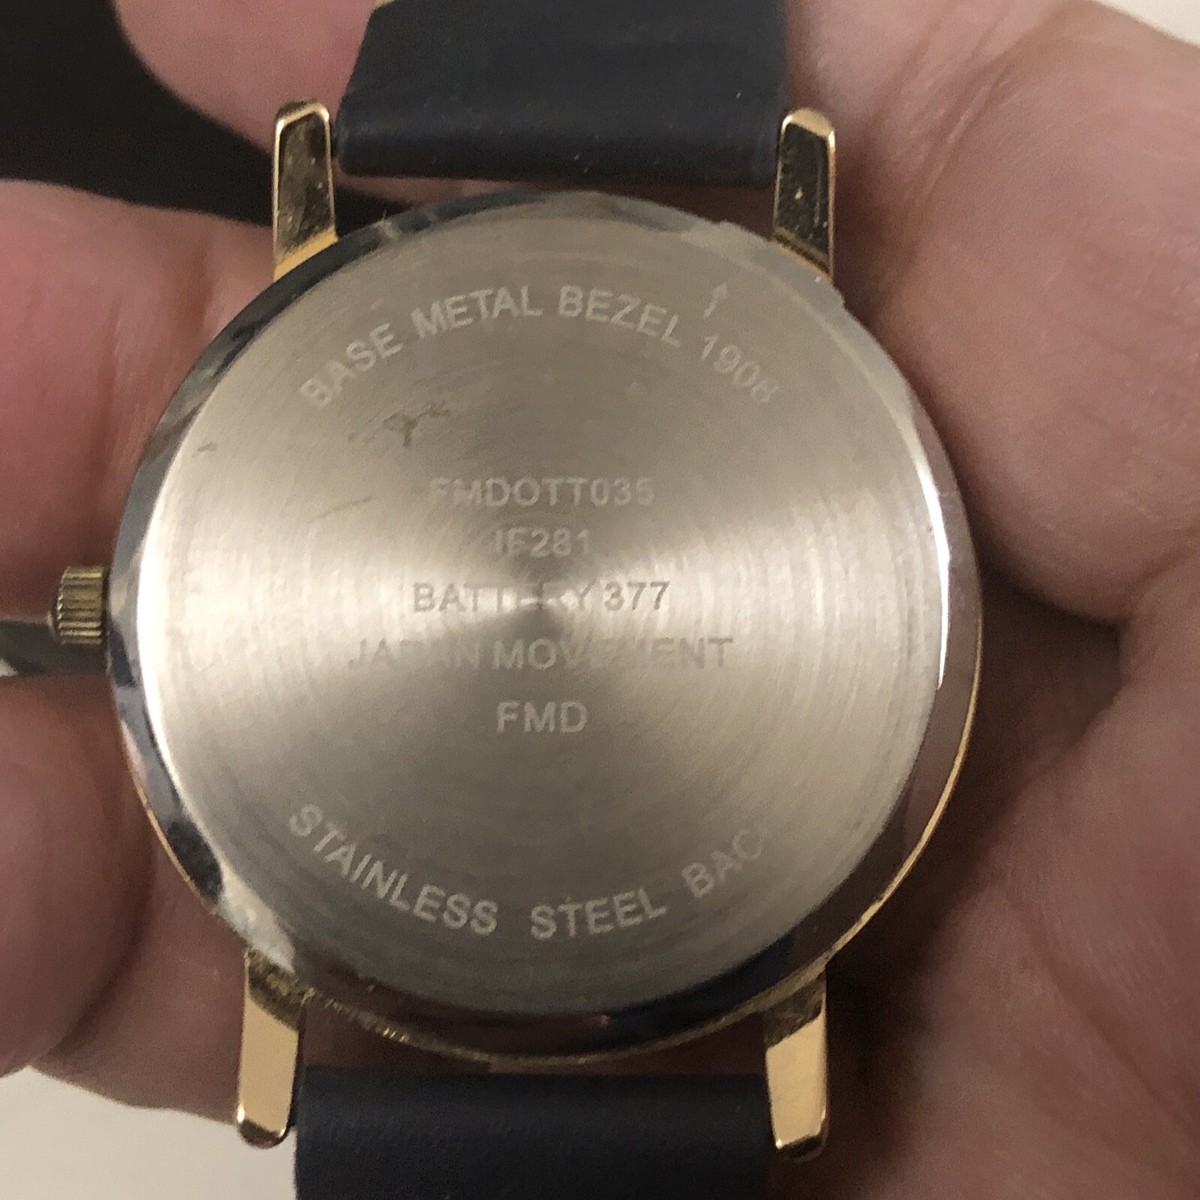 BASE METAL BEZEL 1908
FMDOTT035
IF281
BATTERY 377
JAPAN MOVEMENT
FMD
STAINLESS STEEL BAC